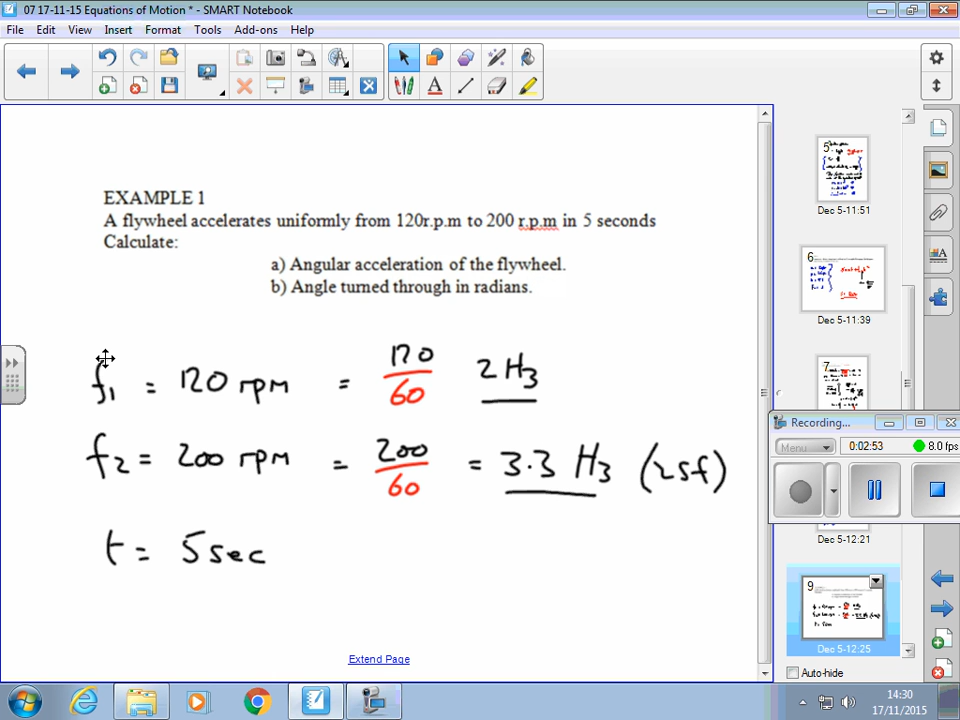 07 17-11-15 Equations of Motion * - SMART Notebook
File Edit View Insert Format Tools Add-ons Help
EXAMPLE 1
A flywheel accelerates uniformly from 120r.p.m to 200 r.p.m in 5 seconds
Calculate:
a) Angular acceleration of the flywheel.
b) Angle turned through in radians.
f1 = 120 rpm = 120/60 2 Hz
f2 = 200 rpm = 200/60 = 3.3 Hz (2sf)
t = 5 sec
Extend Page
5
Dec 5-11:51
6
Dec 5-11:39
7
Recording...
Menu 0:02:53 8.0 fps
Dec 5-12:21
9
Dec 5-12:25
Auto-hide
14:30
17/11/2015